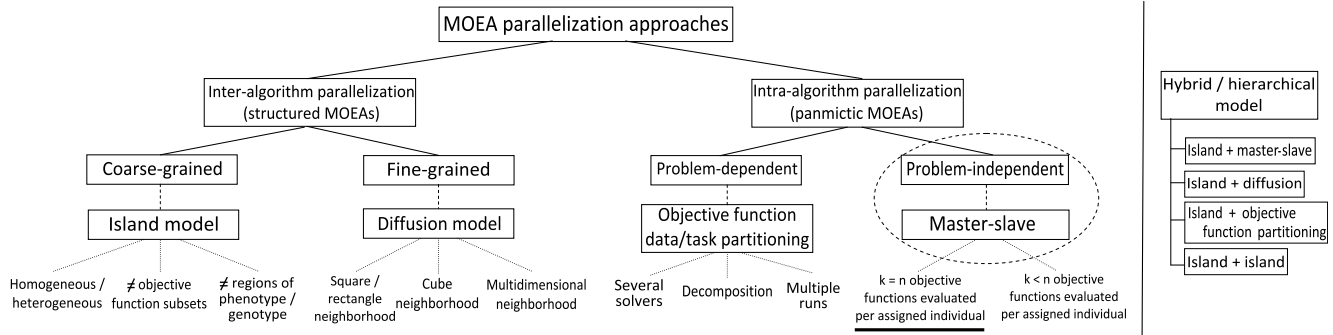 MOEA parallelization approaches
Inter-algorithm parallelization
(structured MOEAs)
Intra-algorithm parallelization
(panmictic MOEAs)
Coarse-grained
Fine-grained
Problem-dependent
Problem-independent
Island model
Diffusion model
Objective function
data/task partitioning
Master-slave
Homogeneous /
heterogeneous
≠ objective
function subsets
≠ regions of
phenotype /
genotype
Square /
rectangle
neighborhood
Cube
neighborhood
Multidimensional
neighborhood
Several
solvers
Decomposition
Multiple
runs
k = n objective
functions evaluated
per assigned individual
k < n objective
functions evaluated
per assigned individual
Hybrid / hierarchical
model
Island + master-slave
Island + diffusion
Island + objective
function partitioning
Island + island